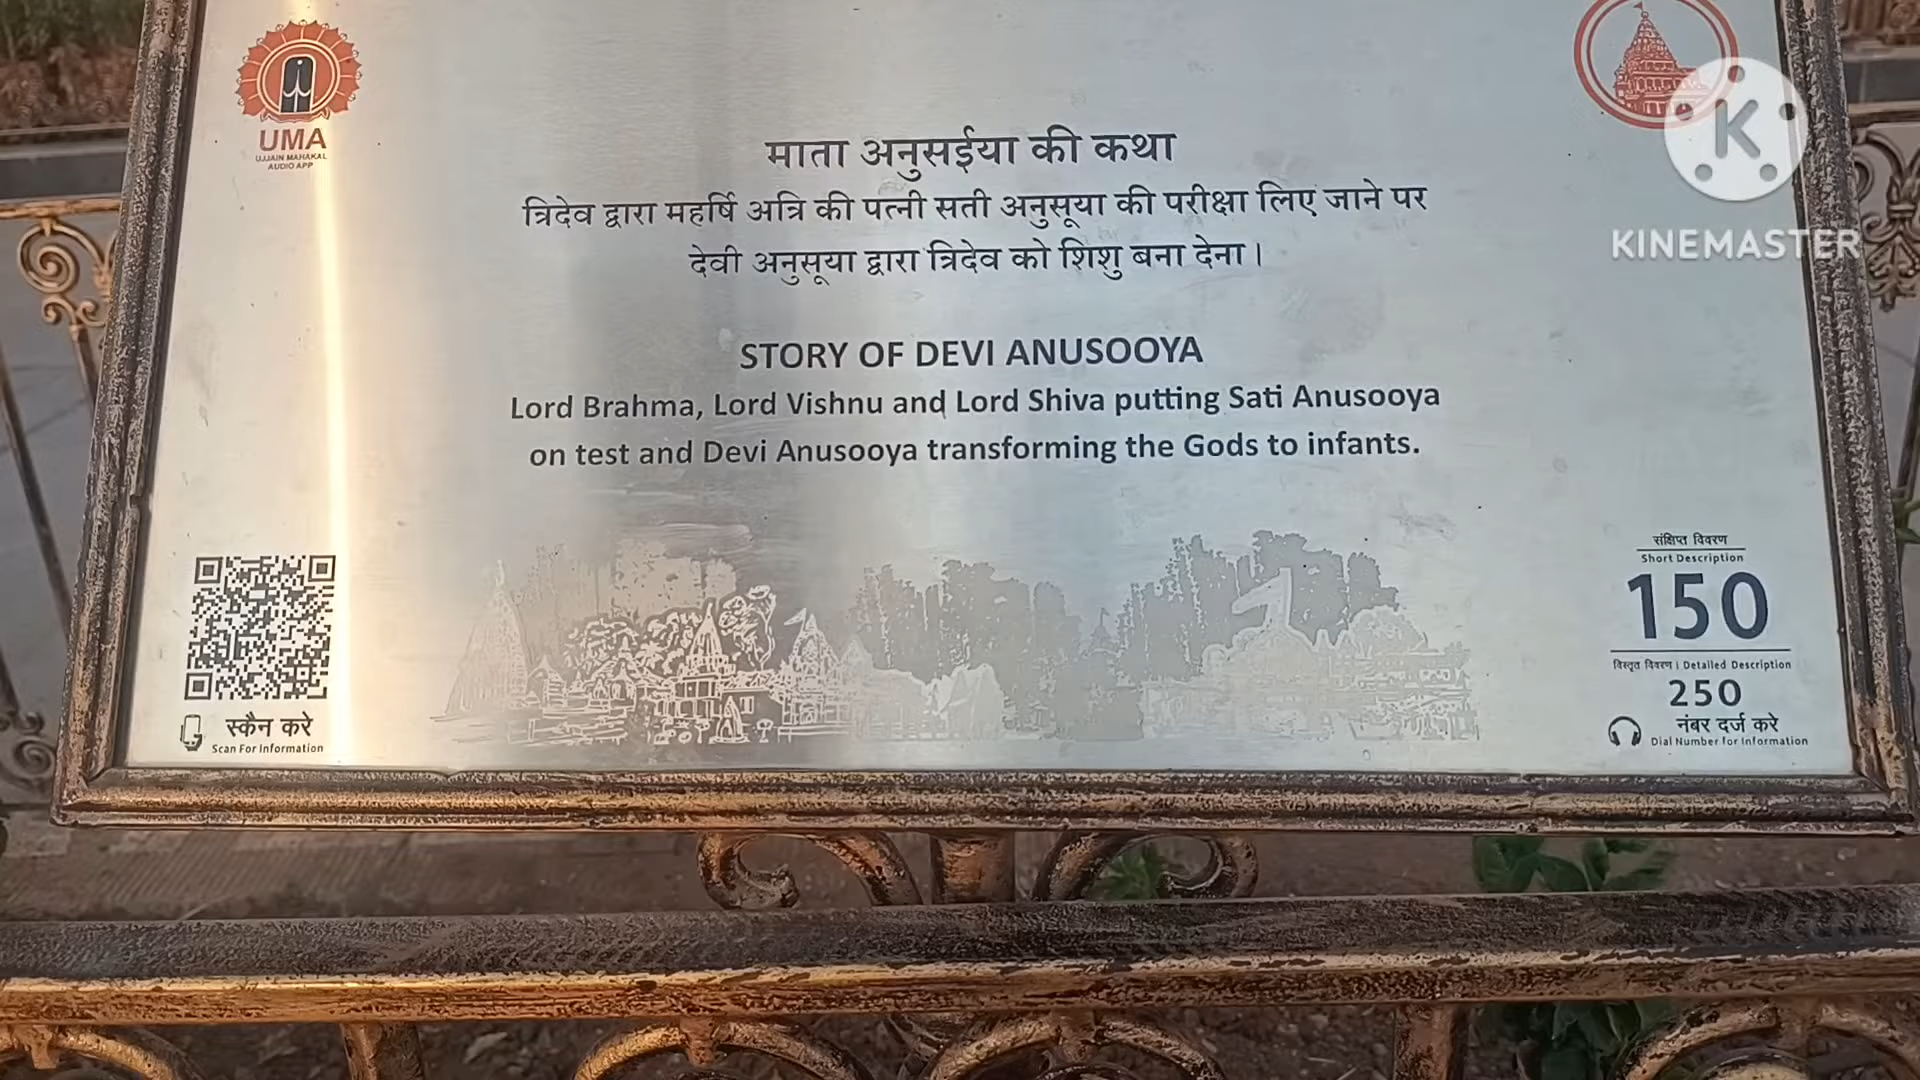 UMA
UJJAIN MAHAKAL
AUDIO APP
माता अनुसईया की कथा
त्रिदेव द्वारा महर्षि अत्रि की पत्नी सती अनुसूया की परीक्षा लिए जाने पर
देवी अनुसूया द्वारा त्रिदेव को शिशु बना देना।
STORY OF DEVI ANUSOOYA
Lord Brahma, Lord Vishnu and Lord Shiva putting Sati Anusooya
on test and Devi Anusooya transforming the Gods to infants.
K
KINEMASTER
स्कैन करे
Scan For Information
संक्षिप्त विवरण
Short Description
150
विस्तृत विवरण | Detailed Description
250
नंबर दर्ज करे
Dial Number for Information